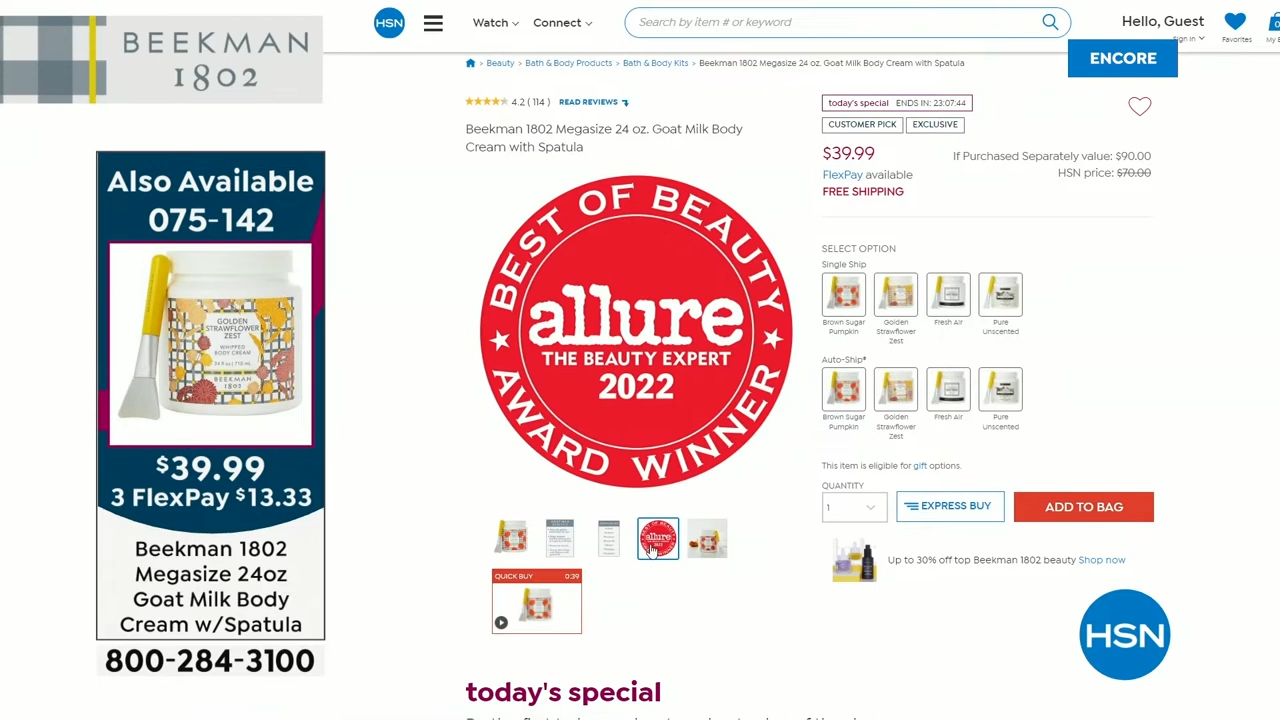 BEEKMAN
1802
Also Available
075-142
GOLDEN
STRAWFLOWER
ZEST
WHIPPED
BODY CREAM
BEEKMAN
1802
$39.99
3 FlexPay $13.33
Beekman 1802
Megasize 24oz
Goat Milk Body
Cream w/Spatula
800-284-3100
HSN
Watch
Connect
Search by item # or keyword
Hello, Guest
Sign In
Favorites
ENCORE
> Beauty > Bath & Body Products > Bath & Body Kits > Beekman 1802 Megasize 24 oz. Goat Milk Body Cream with Spatula
4.2 ( 114 ) READ REVIEWS
Beekman 1802 Megasize 24 oz. Goat Milk Body
Cream with Spatula
BEST OF BEAUTY
allure
THE BEAUTY EXPERT
2022
AWARD WINNER
allure
QUICK BUY 0:39
today's special ENDS IN: 23:07:44
CUSTOMER PICK EXCLUSIVE
$39.99
If Purchased Separately value: $90.00
FlexPay available
HSN price: $70.00
FREE SHIPPING
SELECT OPTION
Single Ship
Brown Sugar
Pumpkin
Golden
Strawflower
Zest
Fresh Air
Pure
Unscented
Auto-Ship®
Brown Sugar
Pumpkin
Golden
Strawflower
Zest
Fresh Air
Pure
Unscented
This item is eligible for gift options.
QUANTITY
1
EXPRESS BUY
ADD TO BAG
Up to 30% off top Beekman 1802 beauty Shop now
HSN
today's special